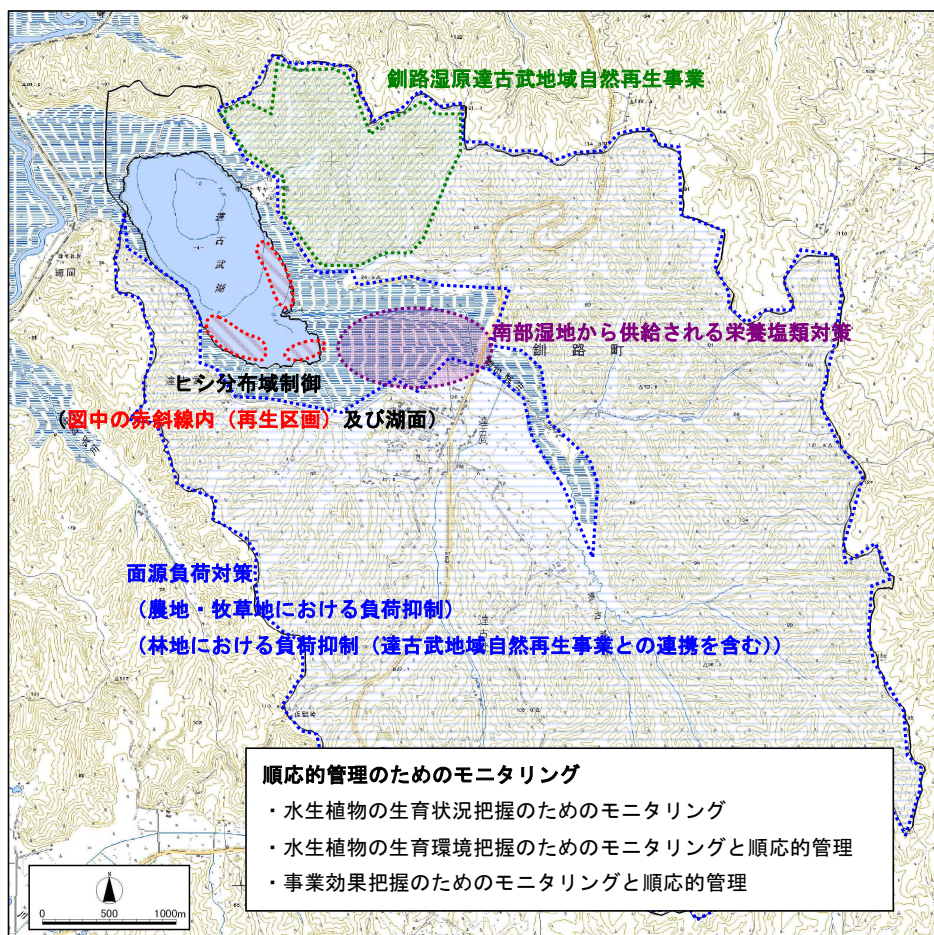 釧路湿原達古武地域自然再生事業
達古武湖
細岡
南部湿地から供給される栄養塩類対策
釧路町
ヒシ分布域制御
（図中の赤斜線内（再生区画）及び湖面）
達古武
面源負荷対策
（農地・牧草地における負荷抑制）
（林地における負荷抑制（達古武地域自然再生事業との連携を含む））
順応的管理のためのモニタリング
・水生植物の生育状況把握のためのモニタリング
・水生植物の生育環境把握のためのモニタリングと順応的管理
・事業効果把握のためのモニタリングと順応的管理
N
0 500 1000m